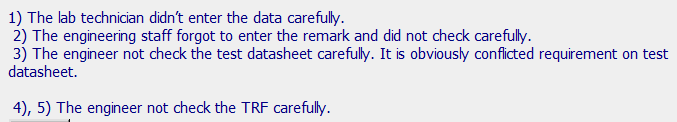 1) The lab technician didn't enter the data carefully.
2) The engineering staff forgot to enter the remark and did not check carefully.
3) The engineer not check the test datasheet carefully. It is obviously conflicted requirement on test
datasheet.
4), 5) The engineer not check the TRF carefully.